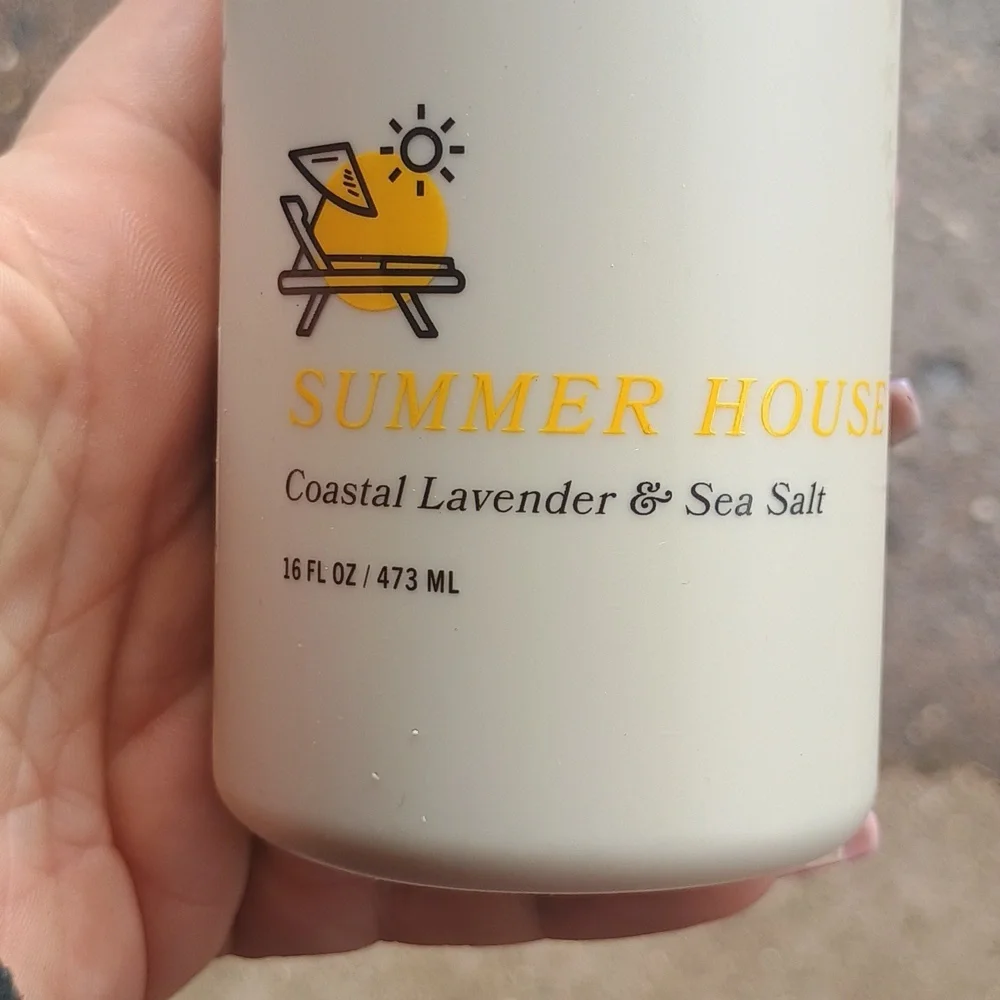 SUMMER HOUSE
Coastal Lavender & Sea Salt
16 FL OZ / 473 ML